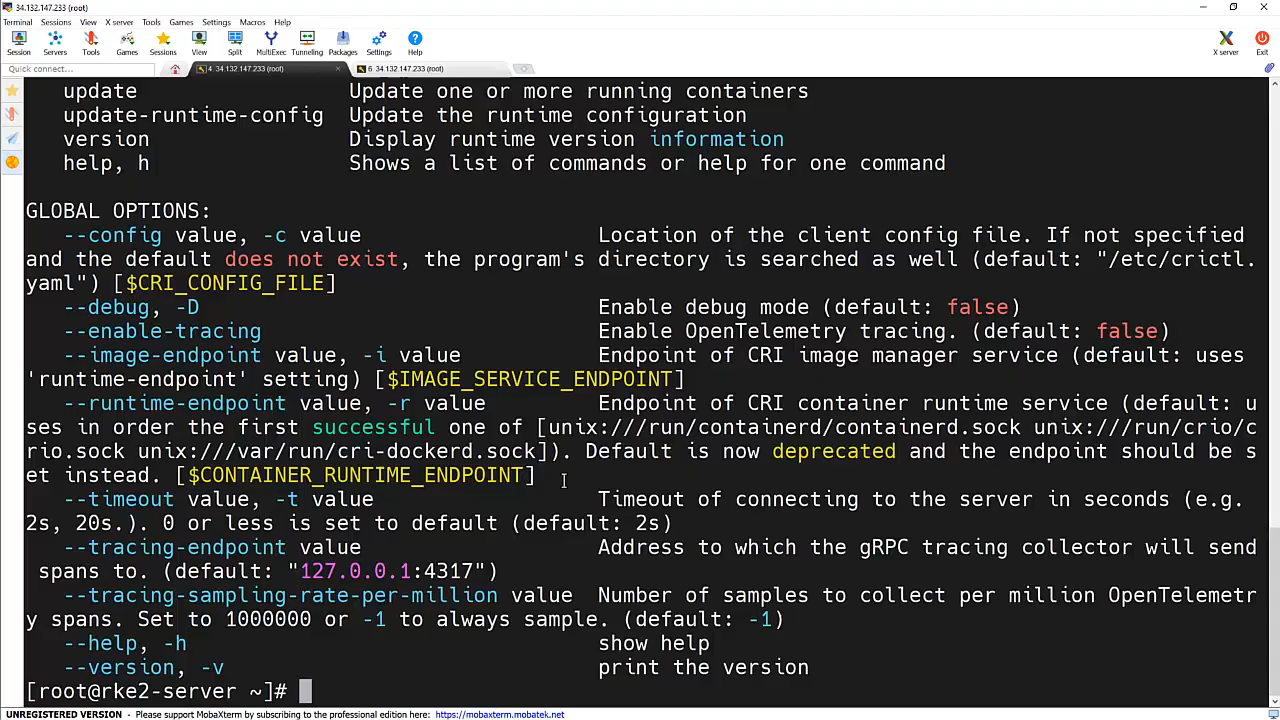 34.132.147.233 (root)
Terminal Sessions View X server Tools Games Settings Macros Help
Session Servers Tools Games Sessions View Split MultiExec Tunneling Packages Settings Help X server Exit
Quick connect... 4. 34.132.147.233 (root) 6. 34.132.147.233 (root)
update Update one or more running containers
update-runtime-config Update the runtime configuration
version Display runtime version information
help, h Shows a list of commands or help for one command
GLOBAL OPTIONS:
--config value, -c value Location of the client config file. If not specified
and the default does not exist, the program's directory is searched as well (default: "/etc/crictl.
yaml") [$CRI_CONFIG_FILE]
--debug, -D Enable debug mode (default: false)
--enable-tracing Enable OpenTelemetry tracing. (default: false)
--image-endpoint value, -i value Endpoint of CRI image manager service (default: uses
'runtime-endpoint' setting) [$IMAGE_SERVICE_ENDPOINT]
--runtime-endpoint value, -r value Endpoint of CRI container runtime service (default: u
ses in order the first successful one of [unix:///run/containerd/containerd.sock unix:///run/crio/c
rio.sock unix:///var/run/cri-dockerd.sock]). Default is now deprecated and the endpoint should be s
et instead. [$CONTAINER_RUNTIME_ENDPOINT]
--timeout value, -t value Timeout of connecting to the server in seconds (e.g.
2s, 20s.). 0 or less is set to default (default: 2s)
--tracing-endpoint value Address to which the gRPC tracing collector will send
spans to. (default: "127.0.0.1:4317")
--tracing-sampling-rate-per-million value Number of samples to collect per million OpenTelemetr
y spans. Set to 1000000 or -1 to always sample. (default: -1)
--help, -h show help
--version, -v print the version
[root@rke2-server ~]#
UNREGISTERED VERSION - Please support MobaXterm by subscribing to the professional edition here: https://mobaxterm.mobatek.net